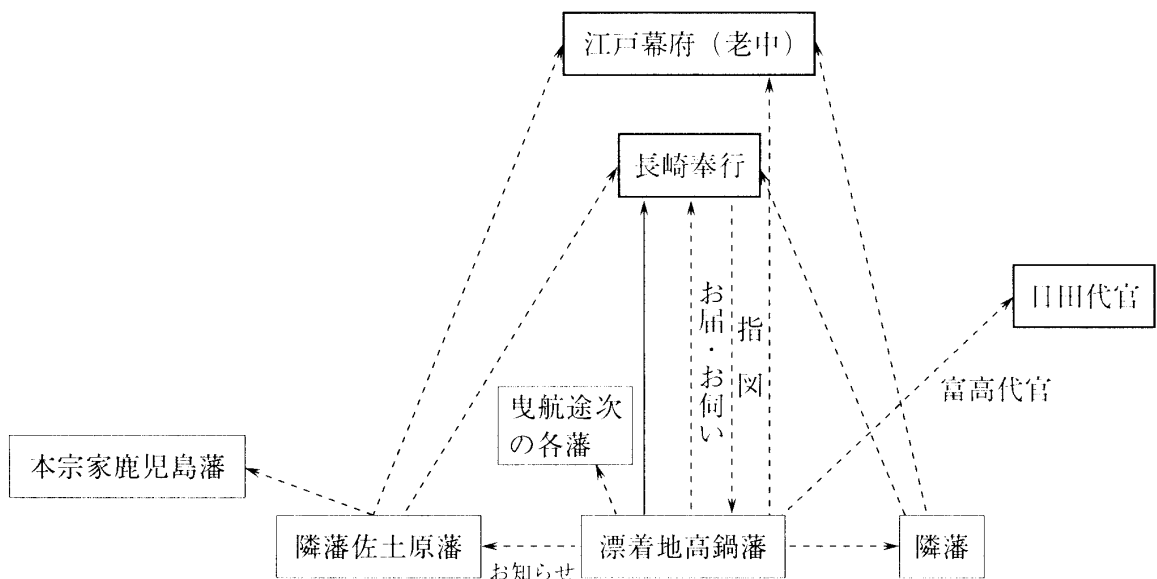 江戸幕府（老中）
長崎奉行
日田代官
お届・お伺い
指図
富高代官
曳航途次
の各藩
本宗家鹿児島藩
隣藩佐土原藩
お知らせ
漂着地高鍋藩
隣藩